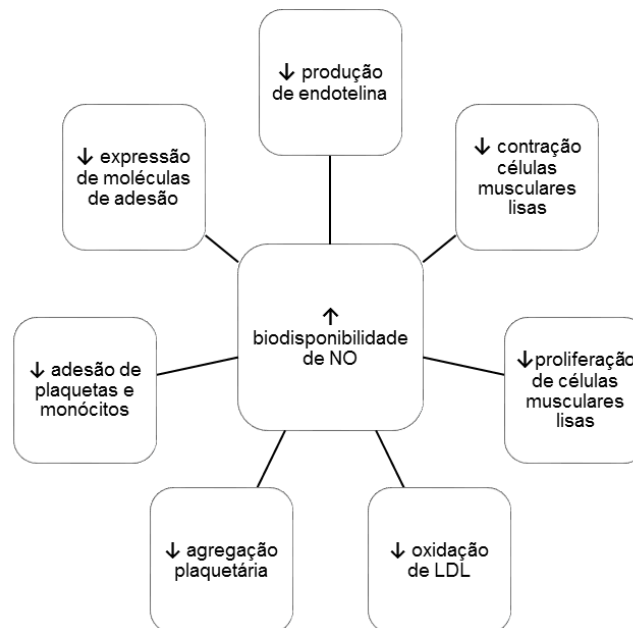 ↓ produção
de endotelina
↓ expressão
de moléculas
de adesão
↓ contração
células
musculares
lisas
↑
biodisponibilidade
de NO
↓ adesão de
plaquetas e
monócitos
↓proliferação
de células
musculares
lisas
↓ agregação
plaquetária
↓ oxidação
de LDL